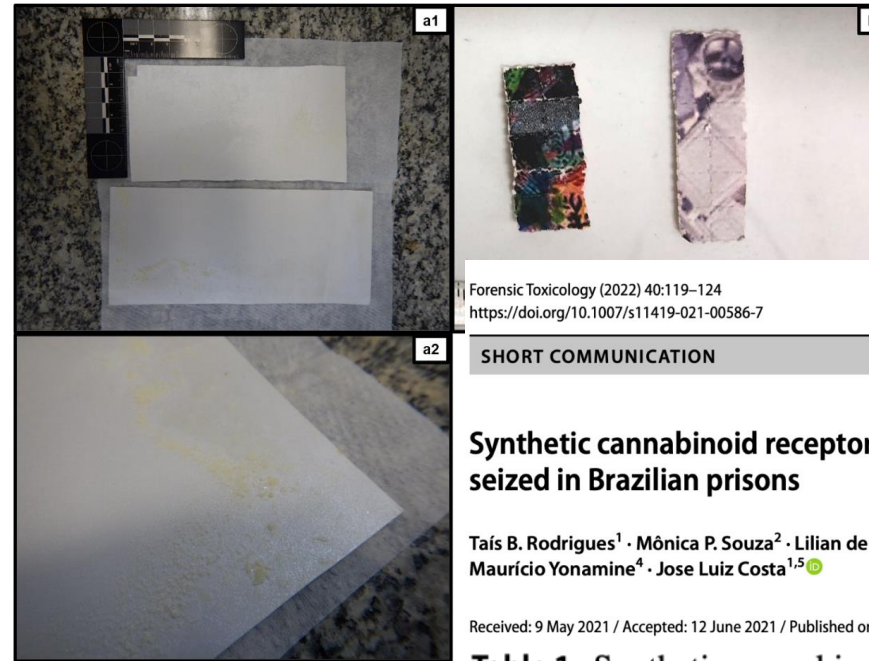 a1
a2
Forensic Toxicology (2022) 40:119–124
https://doi.org/10.1007/s11419-021-00586-7
SHORT COMMUNICATION
Synthetic cannabinoid receptor
seized in Brazilian prisons
Taís B. Rodrigues1 · Mônica P. Souza2 · Lilian de
Maurício Yonamine4 · Jose Luiz Costa1,5 iD
Received: 9 May 2021 / Accepted: 12 June 2021 / Published